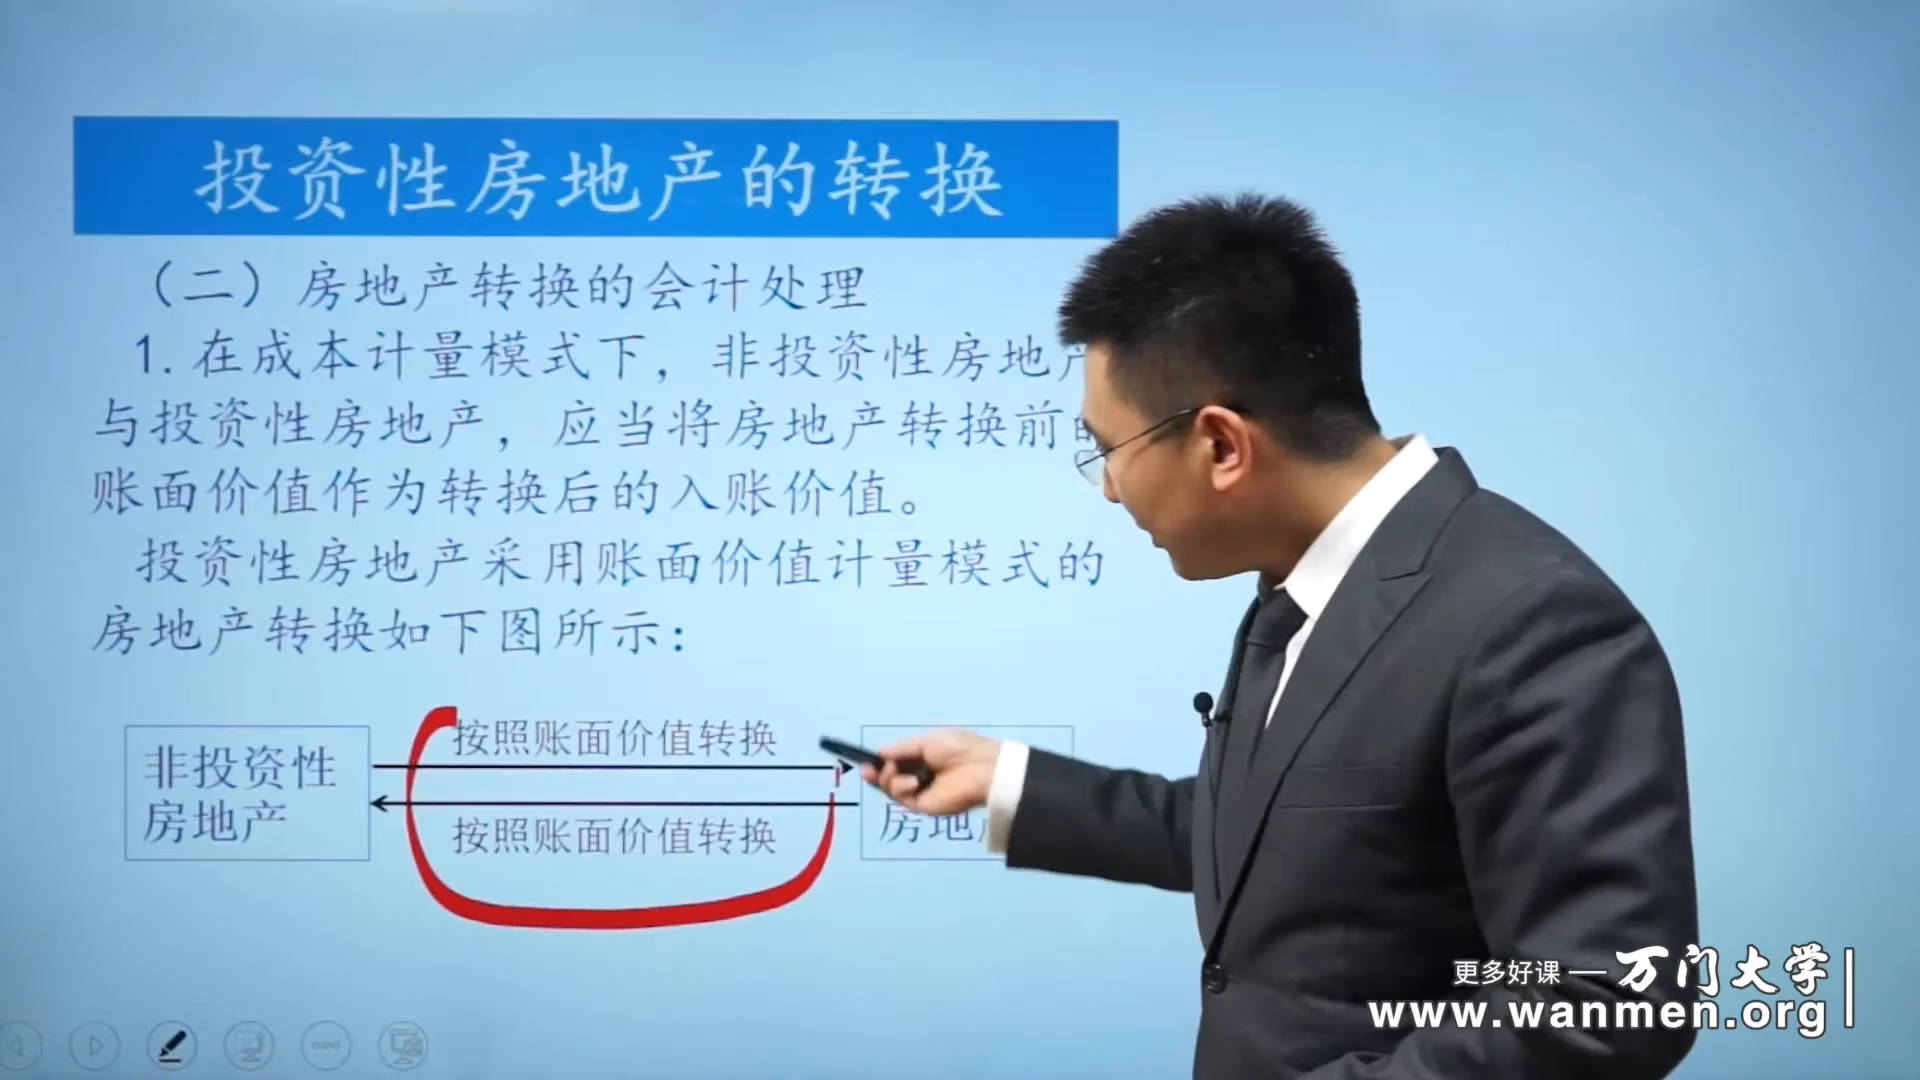 投资性房地产的转换
（二）房地产转换的会计处理
1.在成本计量模式下，非投资性房地
与投资性房地产，应当将房地产转换前
账面价值作为转换后的入账价值。
投资性房地产采用账面价值计量模式的
房地产转换如下图所示：
按照账面价值转换
非投资性
房地产
按照账面价值转换
房地
更多好课 — 万门大学
www.wanmen.org